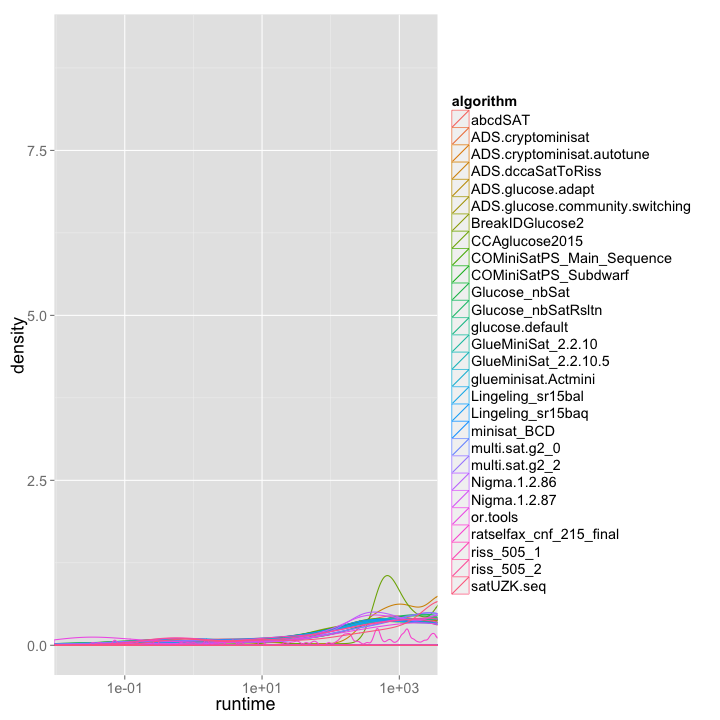 algorithm
abcdSAT
ADS.cryptominisat
ADS.cryptominisat.autotune
ADS.dccaSatToRiss
ADS.glucose.adapt
ADS.glucose.community.switching
BreakIDGlucose2
CCAglucose2015
COMiniSatPS_Main_Sequence
COMiniSatPS_Subdwarf
Glucose_nbSat
Glucose_nbSatRsltn
glucose.default
GlueMiniSat_2.2.10
GlueMiniSat_2.2.10.5
glueminisat.Actmini
Lingeling_sr15bal
Lingeling_sr15baq
minisat_BCD
multi.sat.g2_0
multi.sat.g2_2
Nigma.1.2.86
Nigma.1.2.87
or.tools
ratselfax_cnf_215_final
riss_505_1
riss_505_2
satUZK.seq
density
7.5
5.0
2.5
0.0
1e-01
1e+01
1e+03
runtime